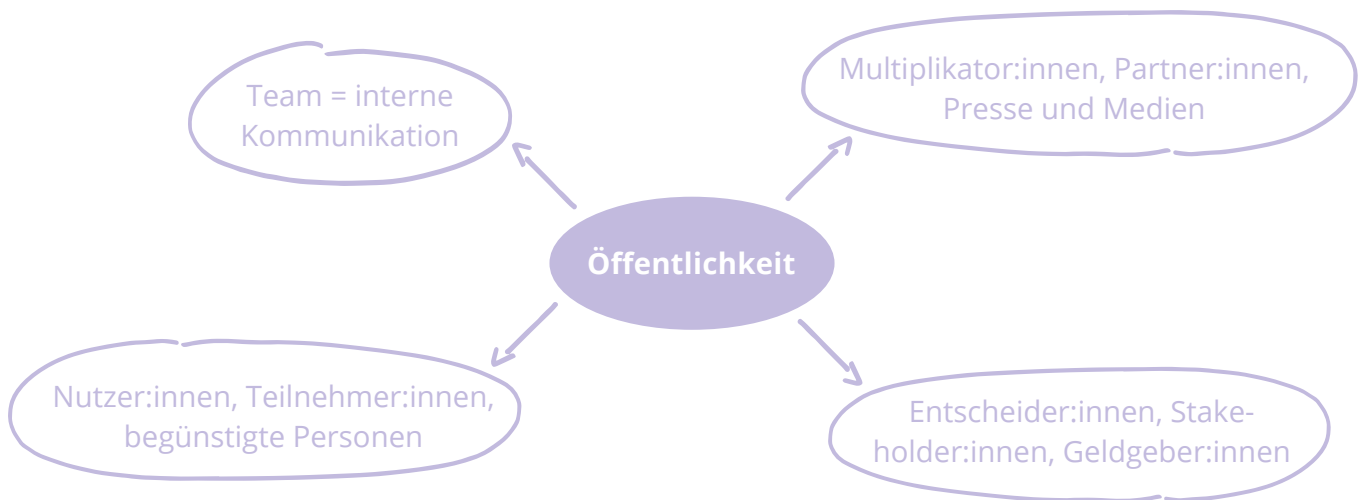 Team = interne
Kommunikation
Multiplikator:innen, Partner:innen,
Presse und Medien
Öffentlichkeit
Nutzer:innen, Teilnehmer:innen,
begünstigte Personen
Entscheider:innen, Stake-
holder:innen, Geldgeber:innen